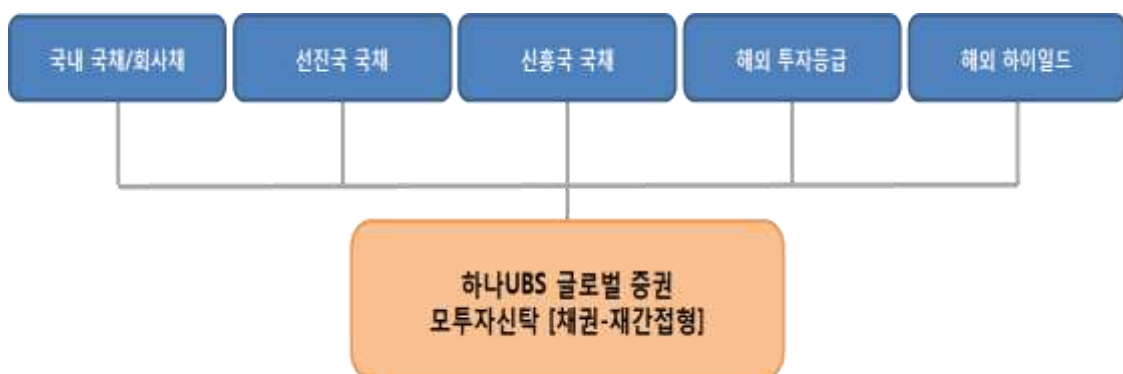 국내 국채/회사채
선진국 국채
신흥국 국채
해외 투자등급
해외 하이일드
하나UBS 글로벌 증권
모투자신탁 [채권-재간접형]